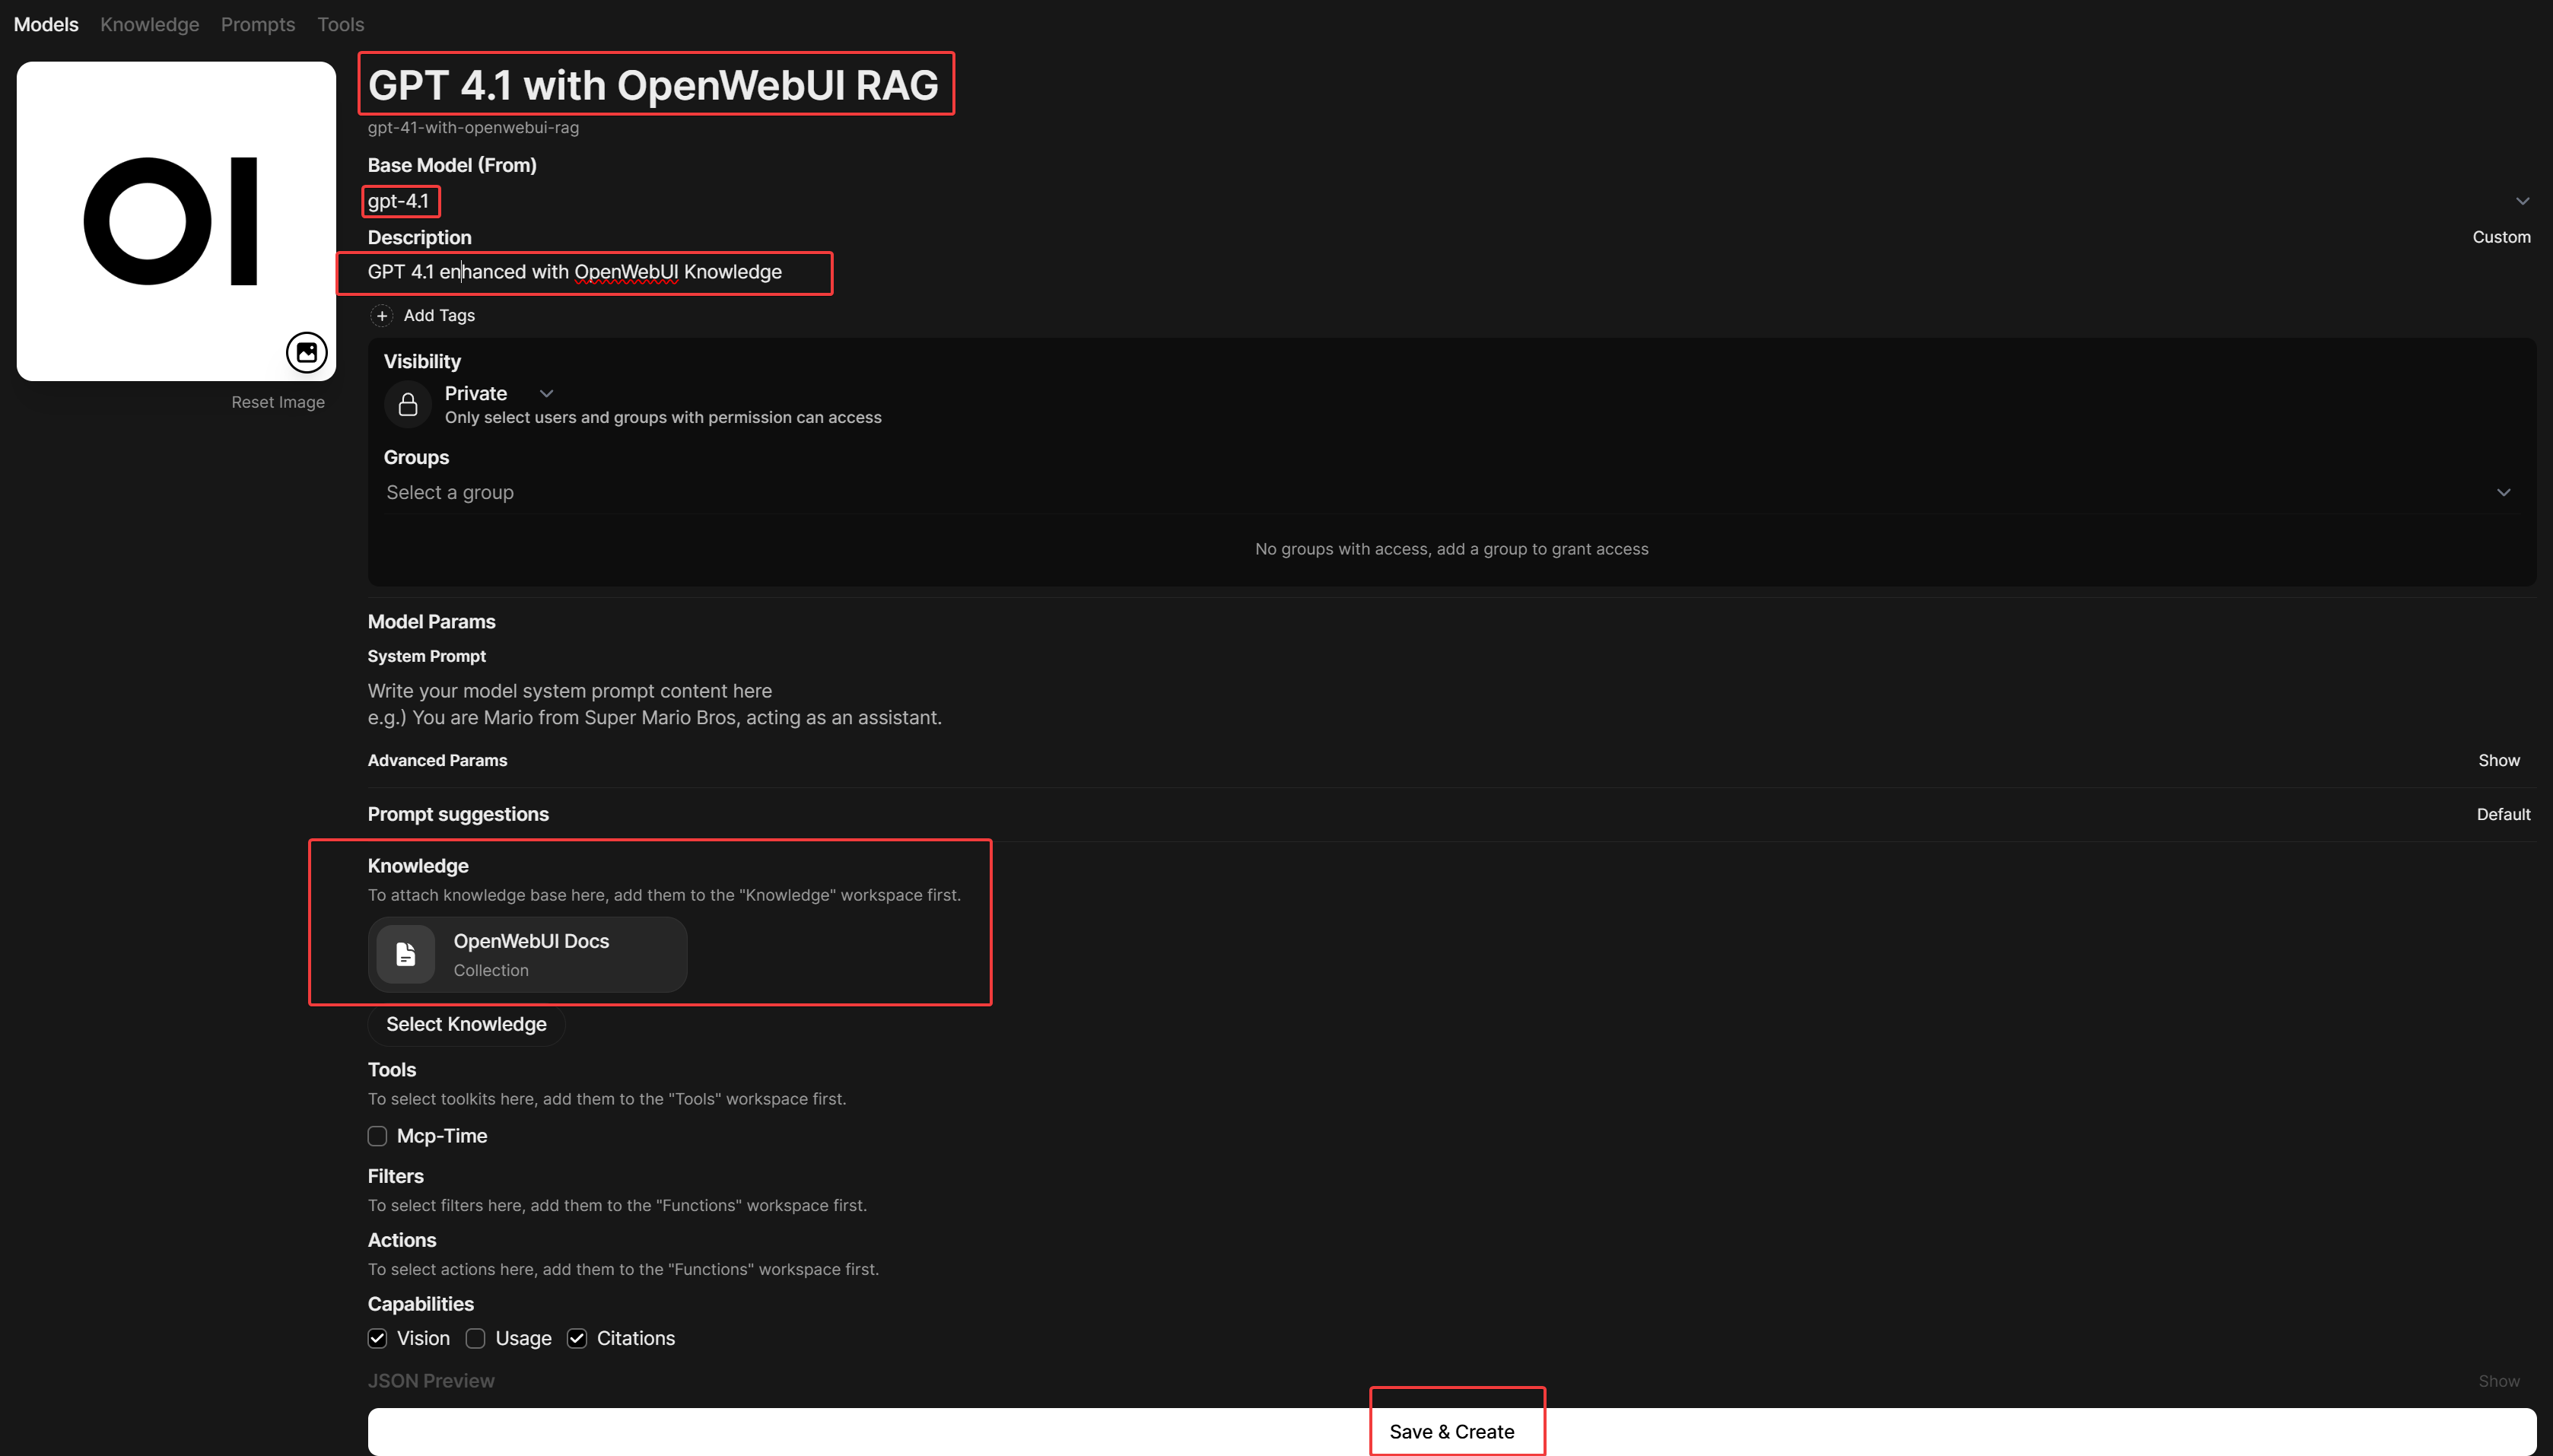 Models Knowledge Prompts Tools
OI
Reset Image
GPT 4.1 with OpenWebUI RAG
gpt-41-with-openwebui-rag
Base Model (From)
gpt-4.1
Description Custom
GPT 4.1 enhanced with OpenWebUI Knowledge
+ Add Tags
Visibility
Private
Only select users and groups with permission can access
Groups
Select a group
No groups with access, add a group to grant access
Model Params
System Prompt
Write your model system prompt content here
e.g.) You are Mario from Super Mario Bros, acting as an assistant.
Advanced Params Show
Prompt suggestions Default
Knowledge
To attach knowledge base here, add them to the "Knowledge" workspace first.
OpenWebUI Docs
Collection
Select Knowledge
Tools
To select toolkits here, add them to the "Tools" workspace first.
Mcp-Time
Filters
To select filters here, add them to the "Functions" workspace first.
Actions
To select actions here, add them to the "Functions" workspace first.
Capabilities
Vision Usage Citations
JSON Preview Show
Save & Create